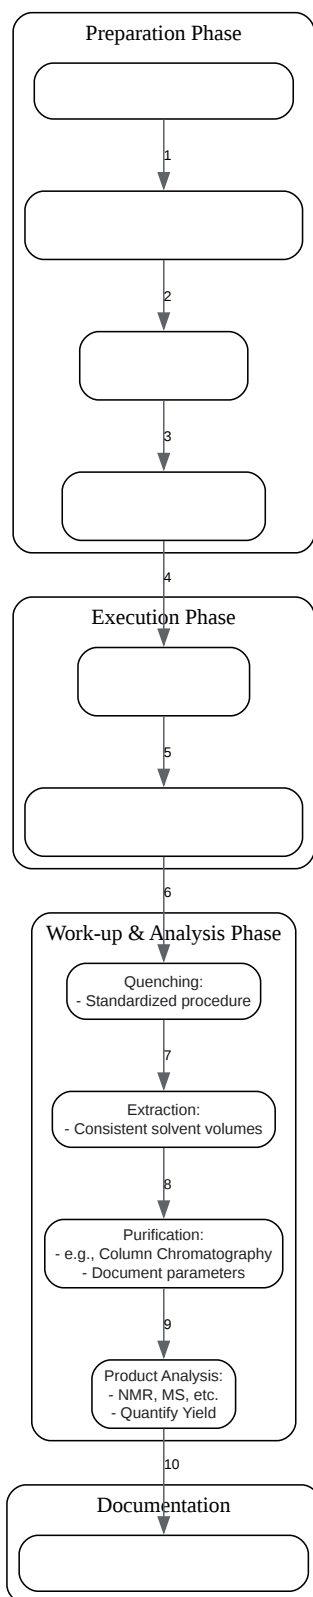 Preparation Phase
1
2
3
4
Execution Phase
5
6
Work-up & Analysis Phase
Quenching:
- Standardized procedure
7
Extraction:
- Consistent solvent volumes
8
Purification:
- e.g., Column Chromatography
- Document parameters
9
Product Analysis:
- NMR, MS, etc.
- Quantify Yield
10
Documentation